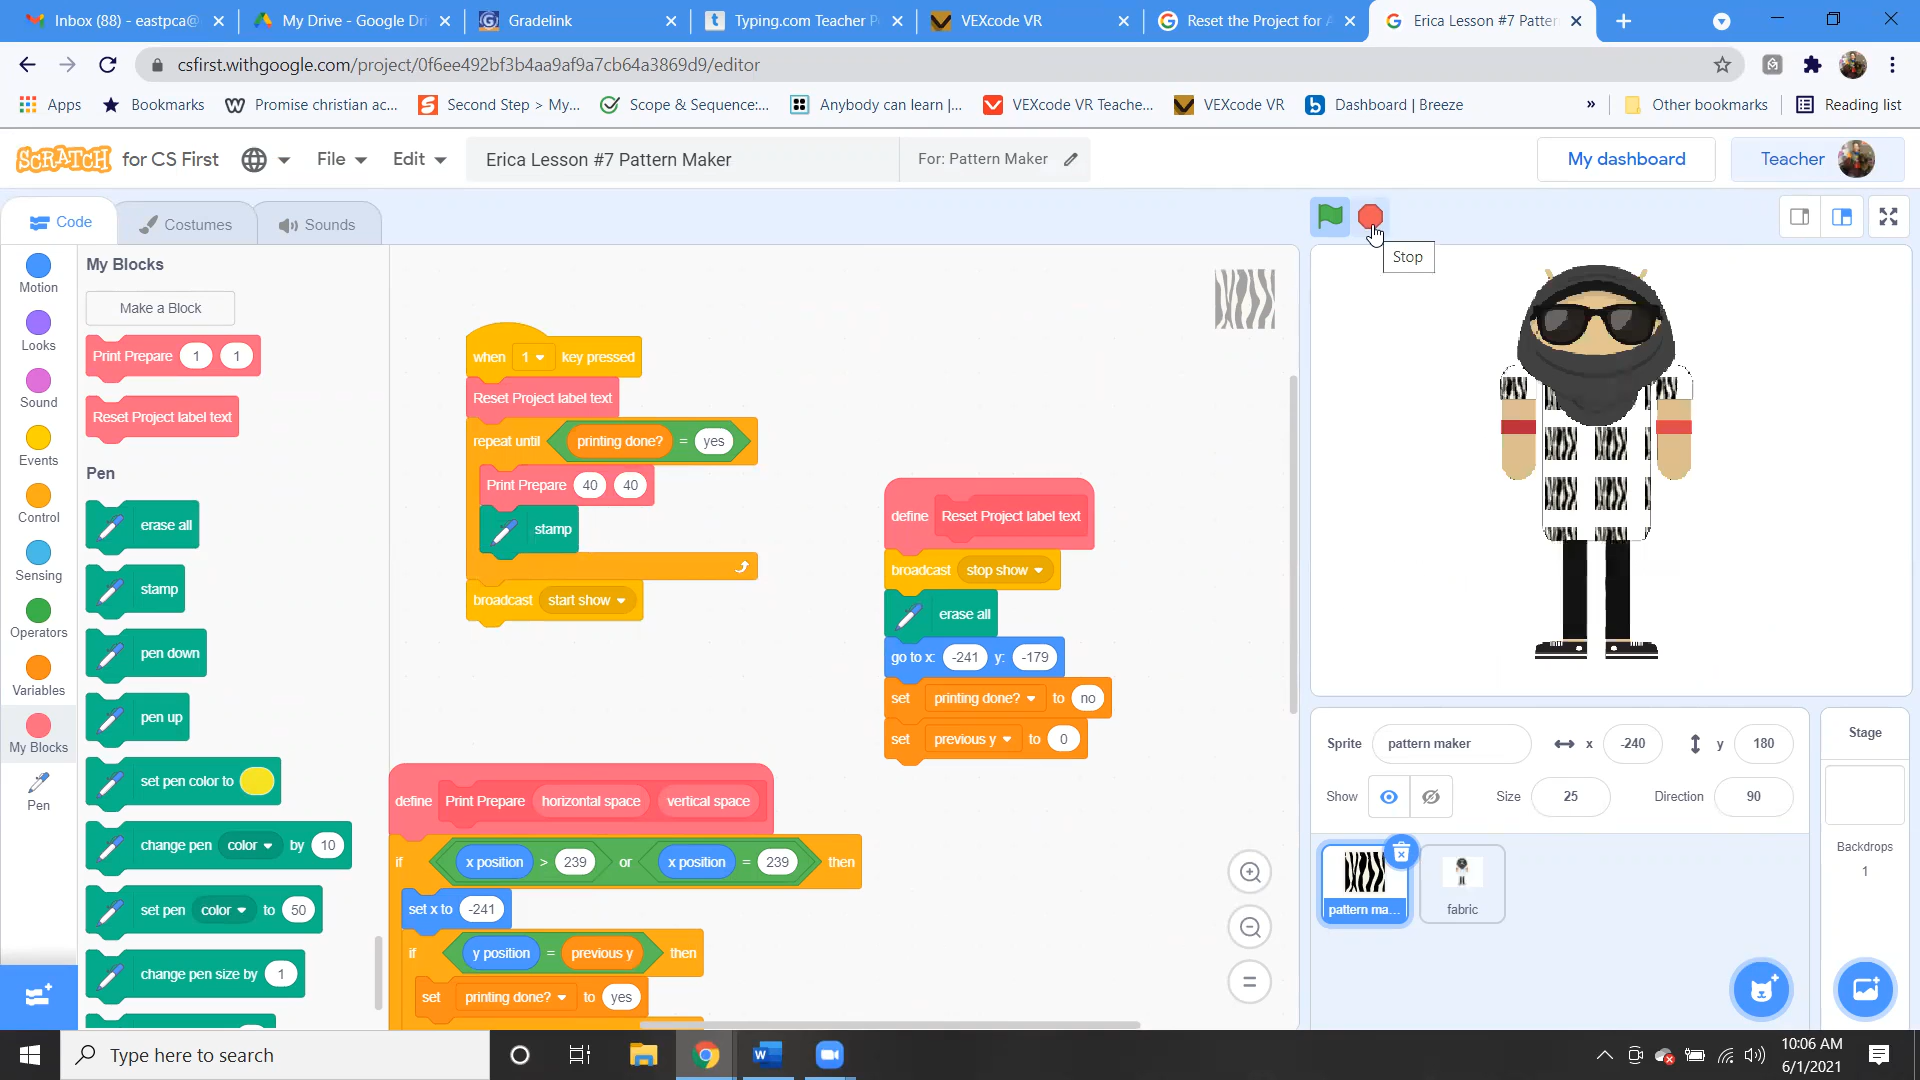 Inbox (88) - eastpca@
My Drive - Google Dri
Gradelink
Typing.com Teacher P
VEXcode VR
Reset the Project for A
Erica Lesson #7 Patter
csfirst.withgoogle.com/project/0f6ee492bf3b4aa9af9a7cb64a3869d9/editor
Apps
Bookmarks
Promise christian ac...
Second Step > My...
Scope & Sequence:...
Anybody can learn |...
VEXcode VR Teache...
VEXcode VR
Dashboard | Breeze
»
Other bookmarks
Reading list
SCRATCH for CS First
File
Edit
Erica Lesson #7 Pattern Maker
For: Pattern Maker
My dashboard
Teacher
Code
Costumes
Sounds
Stop
Motion
Looks
Sound
Events
Control
Sensing
Operators
Variables
My Blocks
Pen
My Blocks
Make a Block
Print Prepare 1 1
Reset Project label text
Pen
erase all
stamp
pen down
pen up
set pen color to
change pen color by 10
set pen color to 50
change pen size by 1
when 1 key pressed
Reset Project label text
repeat until printing done? = yes
Print Prepare 40 40
stamp
broadcast start show
define Reset Project label text
broadcast stop show
erase all
go to x: -241 y: -179
set printing done? to no
set previous y to 0
define Print Prepare horizontal space vertical space
if x position > 239 or x position = 239 then
set x to -241
if y position = previous y then
set printing done? to yes
Sprite pattern maker x -240 y 180
Show Size 25 Direction 90
pattern ma...
fabric
Stage
Backdrops
1
Type here to search
10:06 AM
6/1/2021